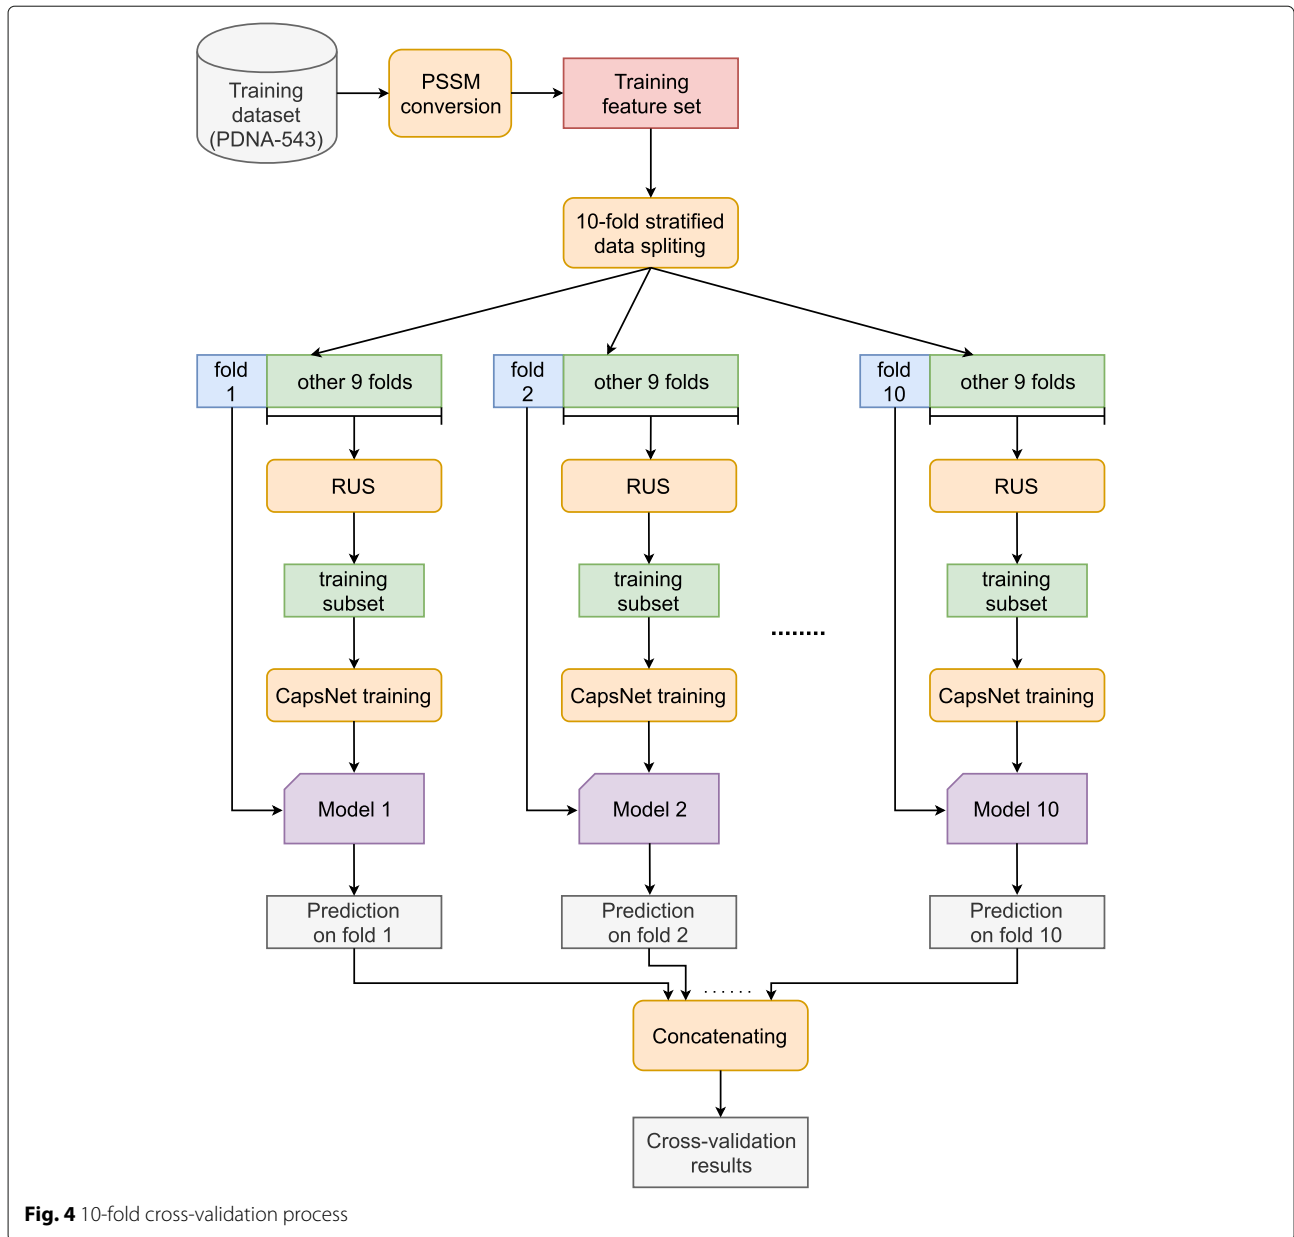 Training
dataset
(PDNA-543)
PSSM
conversion
Training
feature set
10-fold stratified
data spliting
fold
1
other 9 folds
fold
2
other 9 folds
fold
10
other 9 folds
RUS
RUS
RUS
training
subset
training
subset
training
subset
........
CapsNet training
CapsNet training
CapsNet training
Model 1
Model 2
Model 10
Prediction
on fold 1
Prediction
on fold 2
Prediction
on fold 10
......
Concatenating
Cross-validation
results
Fig. 4 10-fold cross-validation process